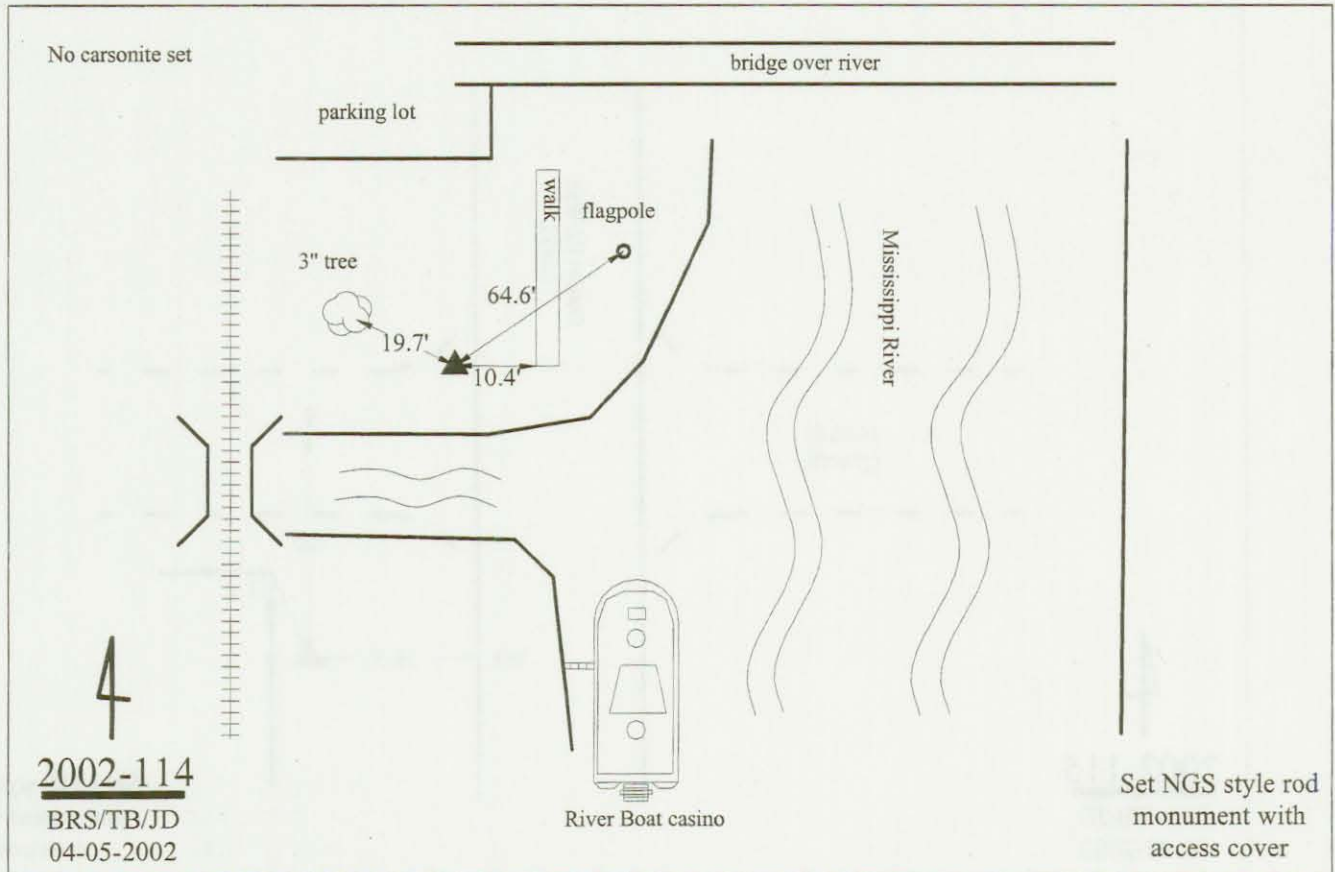 No carsonite set
bridge over river
parking lot
walk
flagpole
3" tree
64.6'
Mississippi River
19.7'
10.4'
2002-114
BRS/TB/JD
04-05-2002
River Boat casino
Set NGS style rod
monument with
access cover